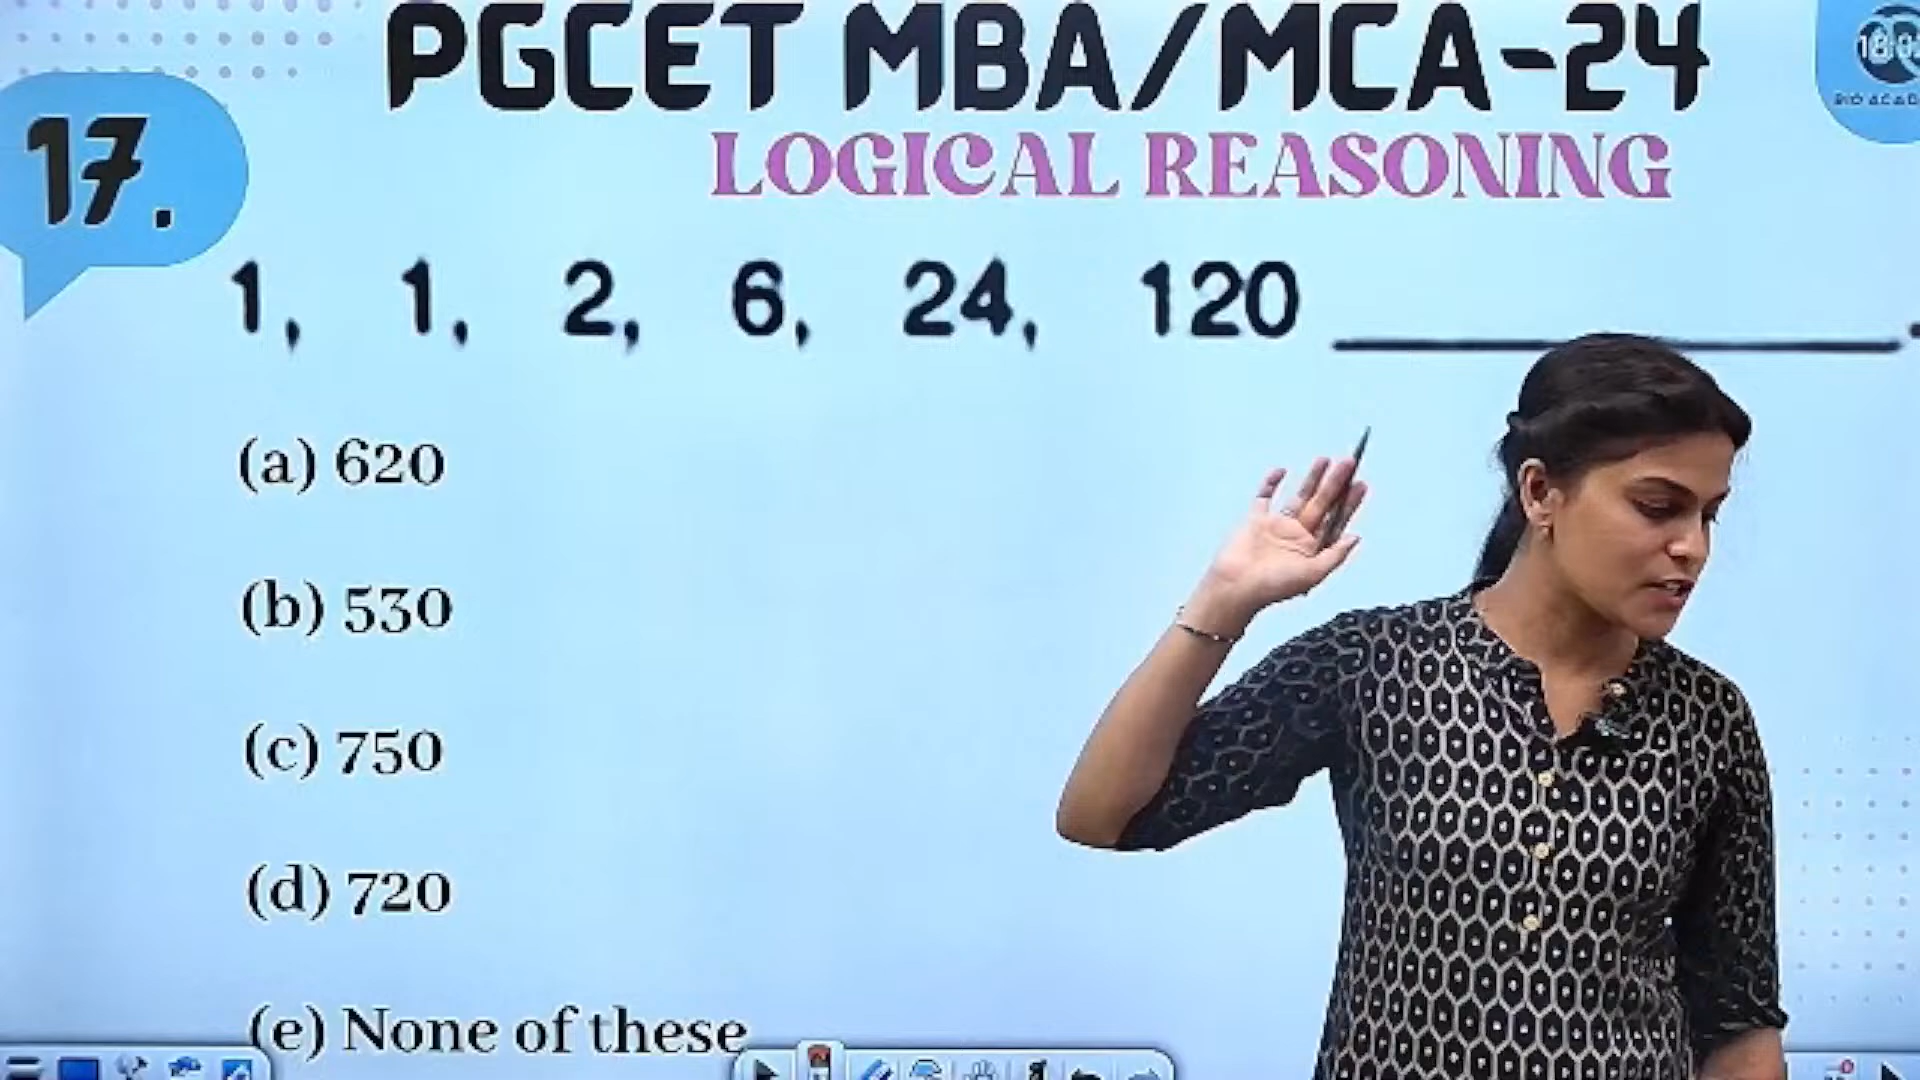 PGCET MBA/MCA-24
LOGICAL REASONING
17.
1, 1, 2, 6, 24, 120 ____________.
(a) 620
(b) 530
(c) 750
(d) 720
(e) None of these